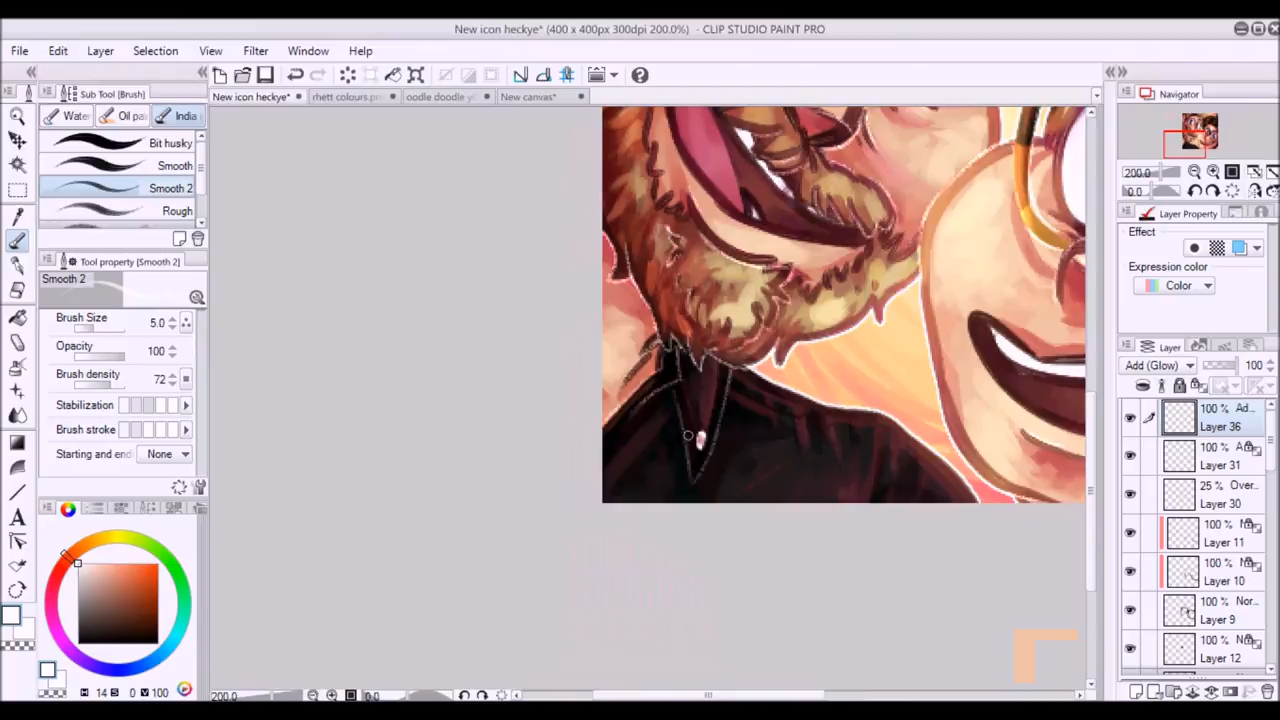 New icon heckye* (400 x 400px 300dpi 200.0%) - CLIP STUDIO PAINT PRO
File Edit Layer Selection View Filter Window Help
Sub Tool [Brush]
New icon heckye* rhett colours. oodle doodle New canvas*
Navigator
Water Oil pa India
Bit husky
Smooth
Smooth 2
Rough
200.0
0.0
Layer Property
Effect
Expression color
Color
Tool property [Smooth 2]
Smooth 2
Brush Size 5.0
Opacity 100
Brush density 72
Stabilization
Brush stroke
Starting and end None
Layer
Add (Glow) 100
100 % Ad...
Layer 36
100 % A
Layer 31
25 % Over...
Layer 30
100 % N
Layer 11
100 % N
Layer 10
100 % Nor...
Layer 9
100 % N
Layer 12
H 14 S 0 V 100
200.0 0.0